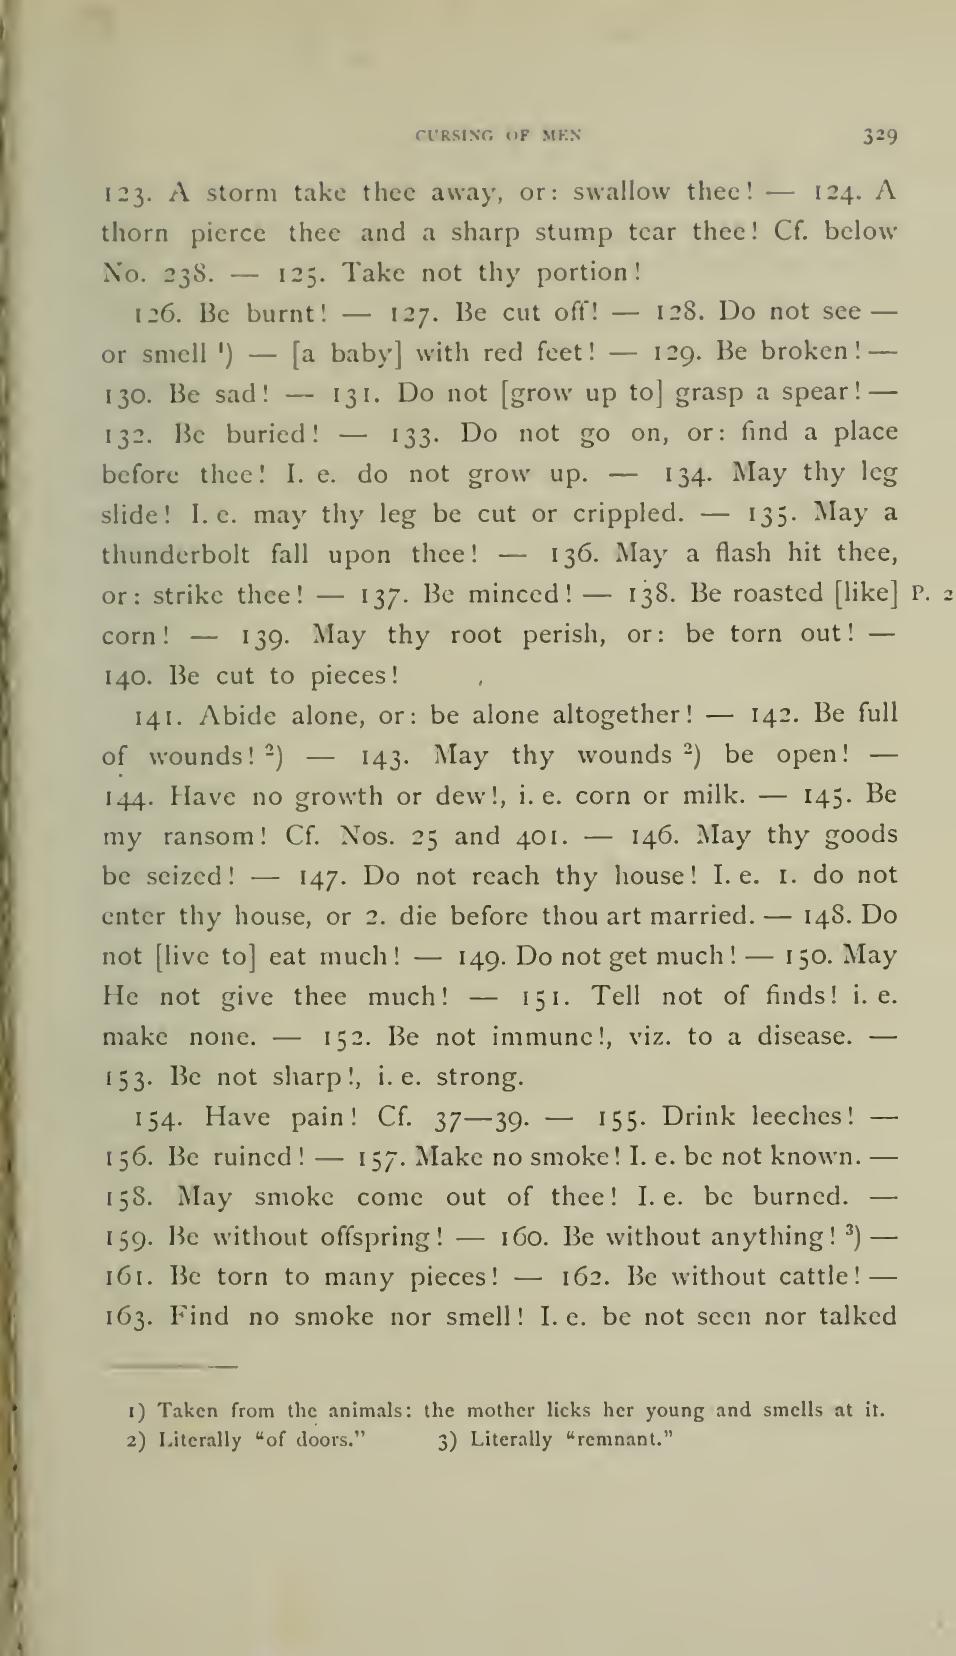 CURSING OF MEN 329
123. A storm take thee away, or: swallow thee! — 124. A
thorn pierce thee and a sharp stump tear thee! Cf. below
No. 238. — 125. Take not thy portion!
126. Be burnt! — 127. Be cut off! — 128. Do not see —
or smell ¹) — [a baby] with red feet! — 129. Be broken! —
130. Be sad! — 131. Do not [grow up to] grasp a spear! —
132. Be buried! — 133. Do not go on, or: find a place
before thee! I. e. do not grow up. — 134. May thy leg
slide! I. e. may thy leg be cut or crippled. — 135. May a
thunderbolt fall upon thee! — 136. May a flash hit thee,
or: strike thee! — 137. Be minced! — 138. Be roasted [like] P. 2
corn! — 139. May thy root perish, or: be torn out! —
140. Be cut to pieces!
141. Abide alone, or: be alone altogether! — 142. Be full
of wounds! ²) — 143. May thy wounds ²) be open! —
144. Have no growth or dew!, i. e. corn or milk. — 145. Be
my ransom! Cf. Nos. 25 and 401. — 146. May thy goods
be seized! — 147. Do not reach thy house! I. e. 1. do not
enter thy house, or 2. die before thou art married. — 148. Do
not [live to] eat much! — 149. Do not get much! — 150. May
He not give thee much! — 151. Tell not of finds! i. e.
make none. — 152. Be not immune!, viz. to a disease. —
153. Be not sharp!, i. e. strong.
154. Have pain! Cf. 37—39. — 155. Drink leeches! —
156. Be ruined! — 157. Make no smoke! I. e. be not known. —
158. May smoke come out of thee! I. e. be burned. —
159. Be without offspring! — 160. Be without anything! ³) —
161. Be torn to many pieces! — 162. Be without cattle! —
163. Find no smoke nor smell! I. e. be not seen nor talked
1) Taken from the animals: the mother licks her young and smells at it.
2) Literally “of doors.” 3) Literally “remnant.”